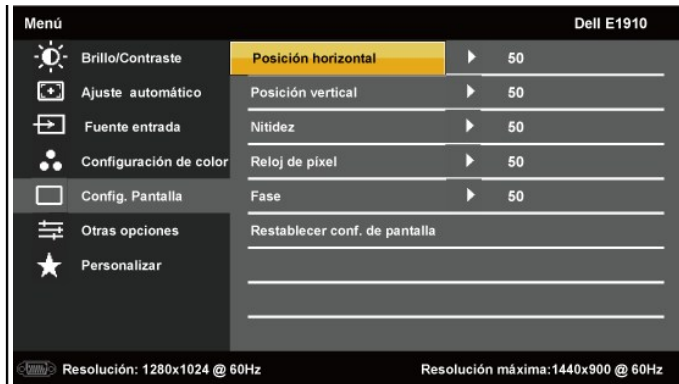 Menú Dell E1910
Brillo/Contraste Posición horizontal 50
Ajuste automático Posición vertical 50
Fuente entrada Nitidez 50
Configuración de color Reloj de píxel 50
Config. Pantalla Fase 50
Otras opciones Restablecer conf. de pantalla
Personalizar
Resolución: 1280x1024 @ 60Hz Resolución máxima:1440x900 @ 60Hz